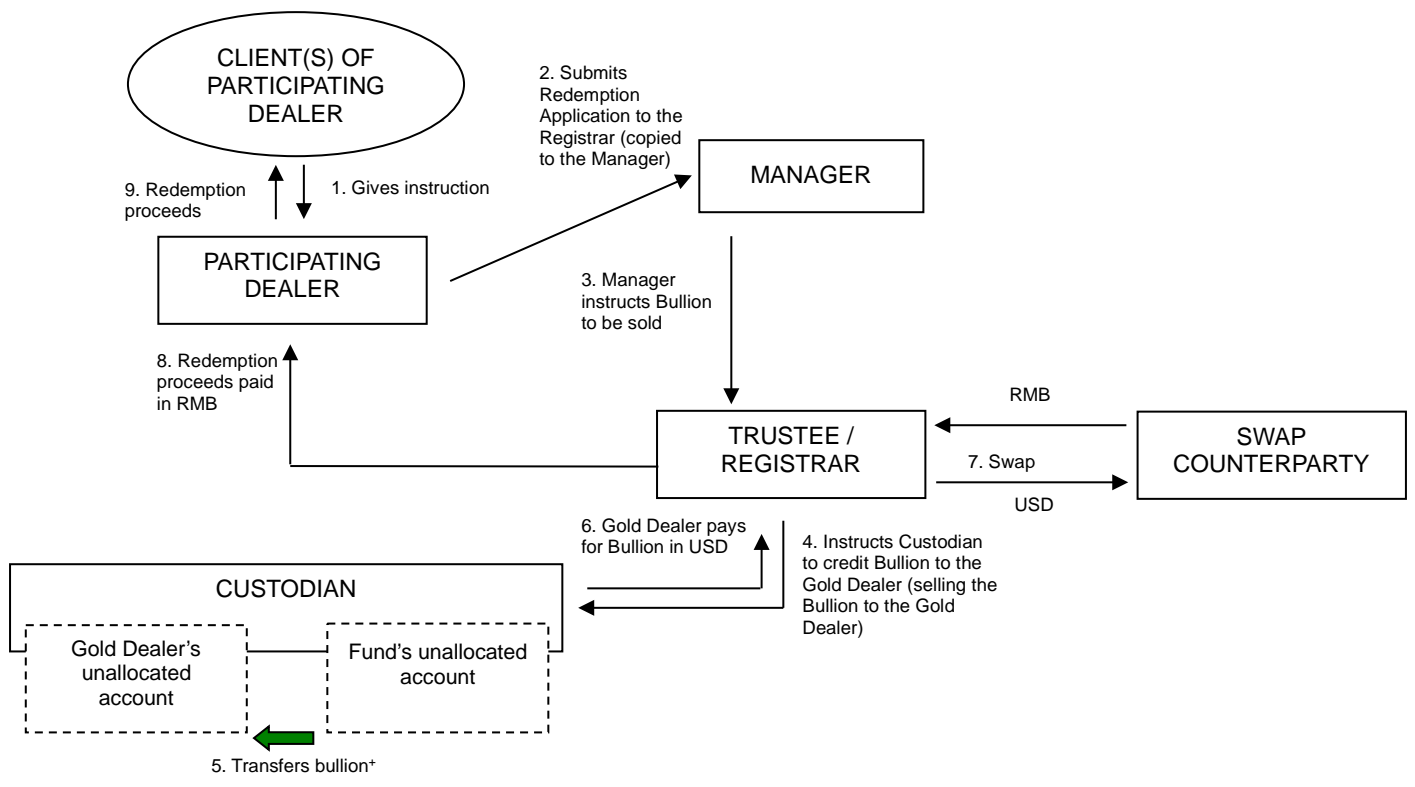 CLIENT(S) OF
PARTICIPATING
DEALER
2. Submits
Redemption
Application to the
Registrar (copied
to the Manager)
MANAGER
9. Redemption
proceeds
1. Gives instruction
PARTICIPATING
DEALER
3. Manager
instructs Bullion
to be sold
8. Redemption
proceeds paid
in RMB
RMB
TRUSTEE /
REGISTRAR
7. Swap
SWAP
COUNTERPARTY
USD
6. Gold Dealer pays
for Bullion in USD
4. Instructs Custodian
to credit Bullion to the
Gold Dealer (selling the
Bullion to the Gold
Dealer)
CUSTODIAN
Gold Dealer’s
unallocated
account
Fund’s unallocated
account
5. Transfers bullion⁺